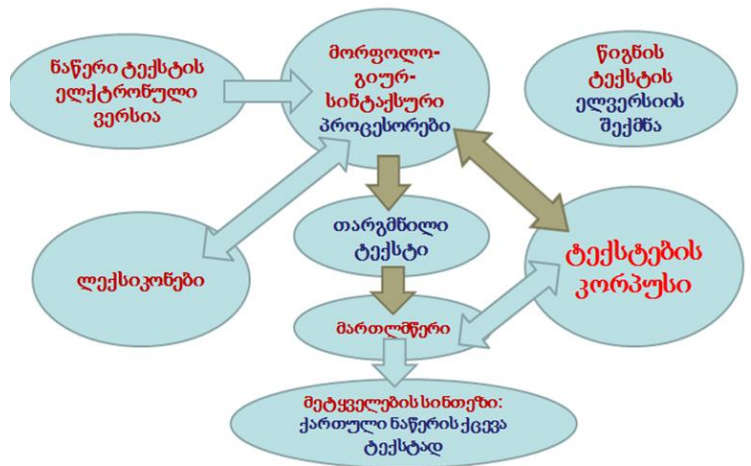 ნაწერი ტექსტის
ელექტრონული
ვერსია
მორფოლო-
გიურ-
სინტაქსური
პროცესორები
წიგნის
ტექსტის
ელვერსიის
შექმნა
თარგმნილი
ტექსტი
ლექსიკონები
ტექსტების
კორპუსი
მართლმწერი
მეტყველების სინთეზი:
ქართული ნაწერის ქცევა
ტექსტად